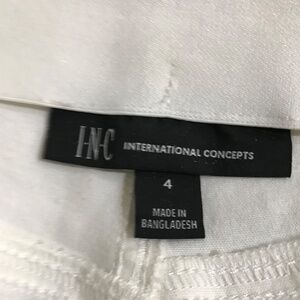 I·N·C INTERNATIONAL CONCEPTS
4
MADE IN
BANGLADESH